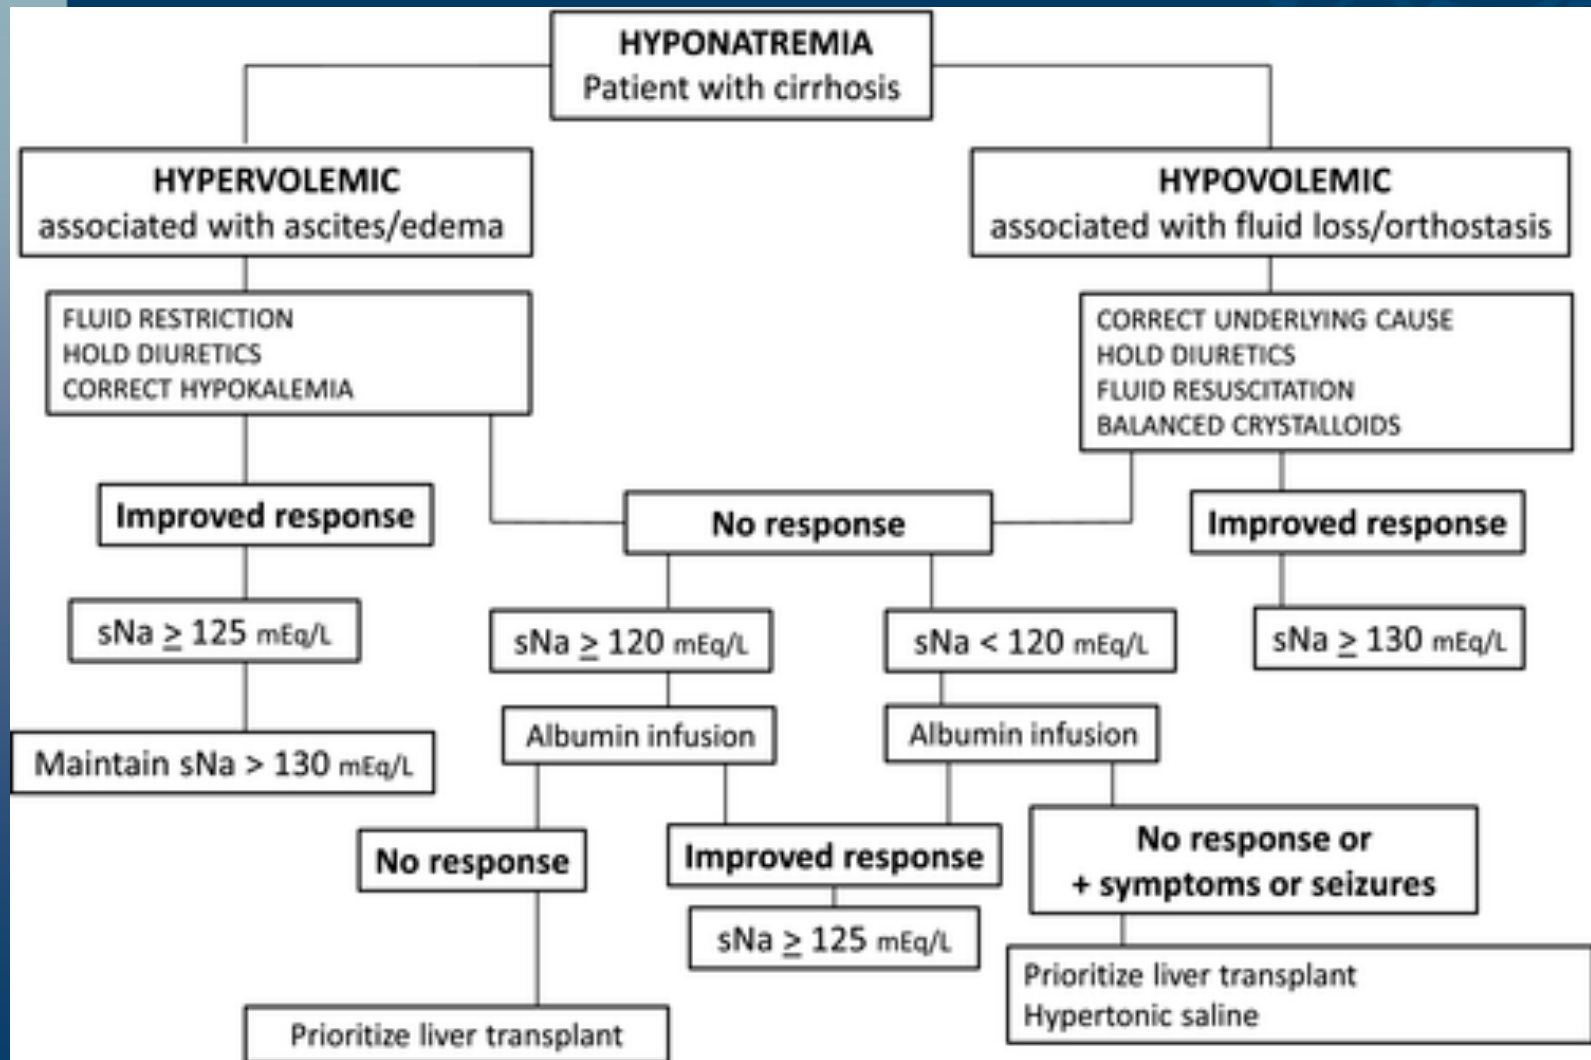 HYPONATREMIA
Patient with cirrhosis
HYPERVOLEMIC
associated with ascites/edema
HYPOVOLEMIC
associated with fluid loss/orthostasis
FLUID RESTRICTION
HOLD DIURETICS
CORRECT HYPOKALEMIA
CORRECT UNDERLYING CAUSE
HOLD DIURETICS
FLUID RESUSCITATION
BALANCED CRYSTALLOIDS
Improved response
No response
Improved response
sNa ≥ 125 mEq/L
sNa ≥ 120 mEq/L
sNa < 120 mEq/L
sNa ≥ 130 mEq/L
Maintain sNa > 130 mEq/L
Albumin infusion
Albumin infusion
No response
Improved response
No response or
+ symptoms or seizures
sNa ≥ 125 mEq/L
Prioritize liver transplant
Hypertonic saline
Prioritize liver transplant